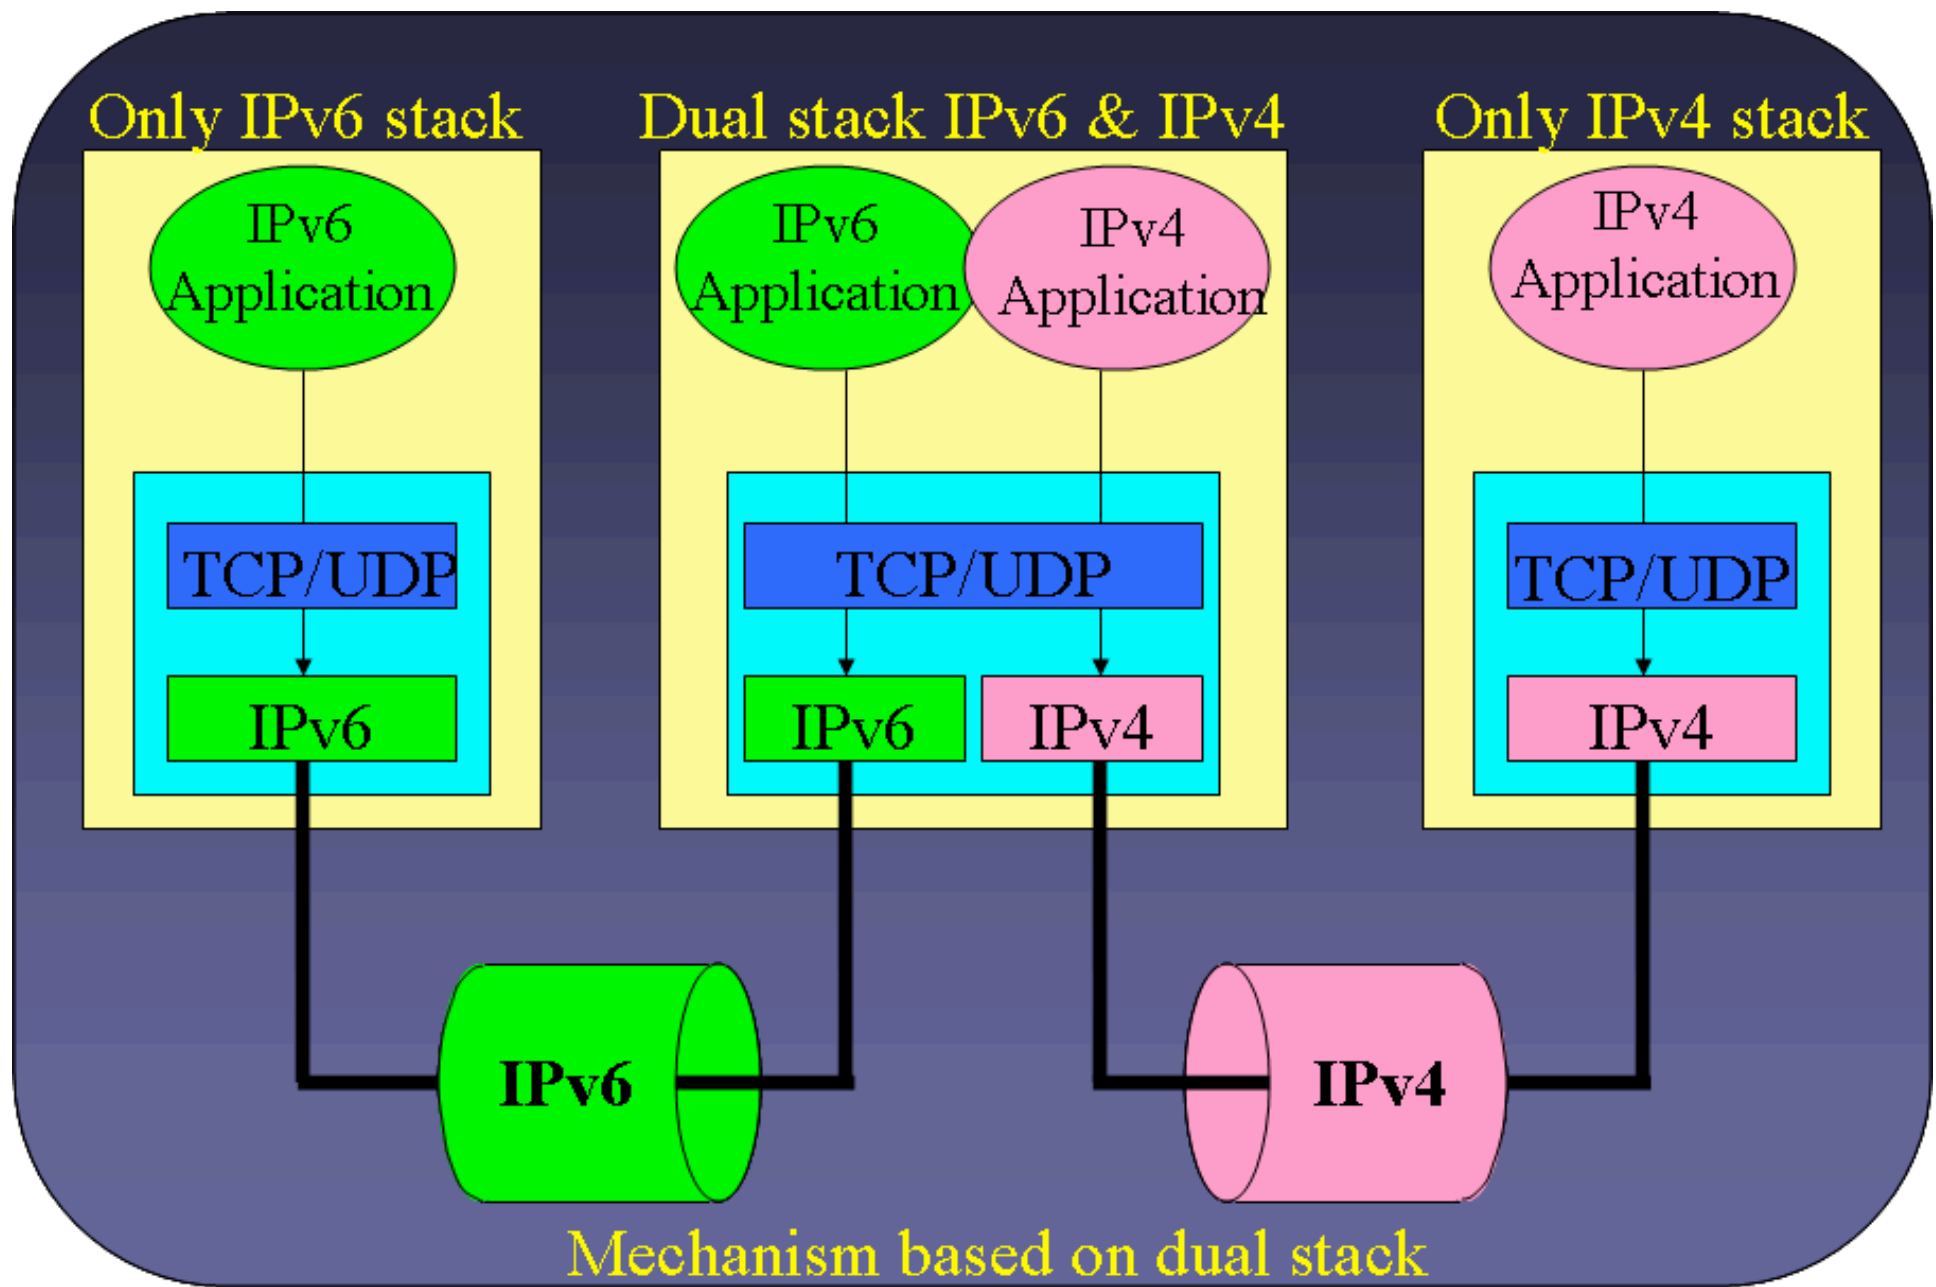 Only IPv6 stack
Dual stack IPv6 & IPv4
Only IPv4 stack
IPv6
Application
IPv6
Application
IPv4
Application
IPv4
Application
TCP/UDP
TCP/UDP
TCP/UDP
IPv6
IPv6
IPv4
IPv4
IPv6
IPv4
Mechanism based on dual stack